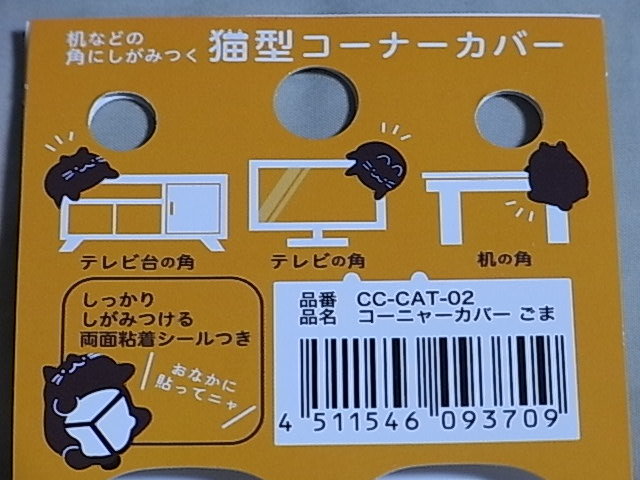 机などの
角にしがみつく
猫型コーナーカバー
テレビ台の角
テレビの角
机の角
しっかり
しがみつける
両面粘着シールつき
おなかに
貼ってニャ
品番 CC-CAT-02
品名 コーニャーカバー ごま
4 511546 093709